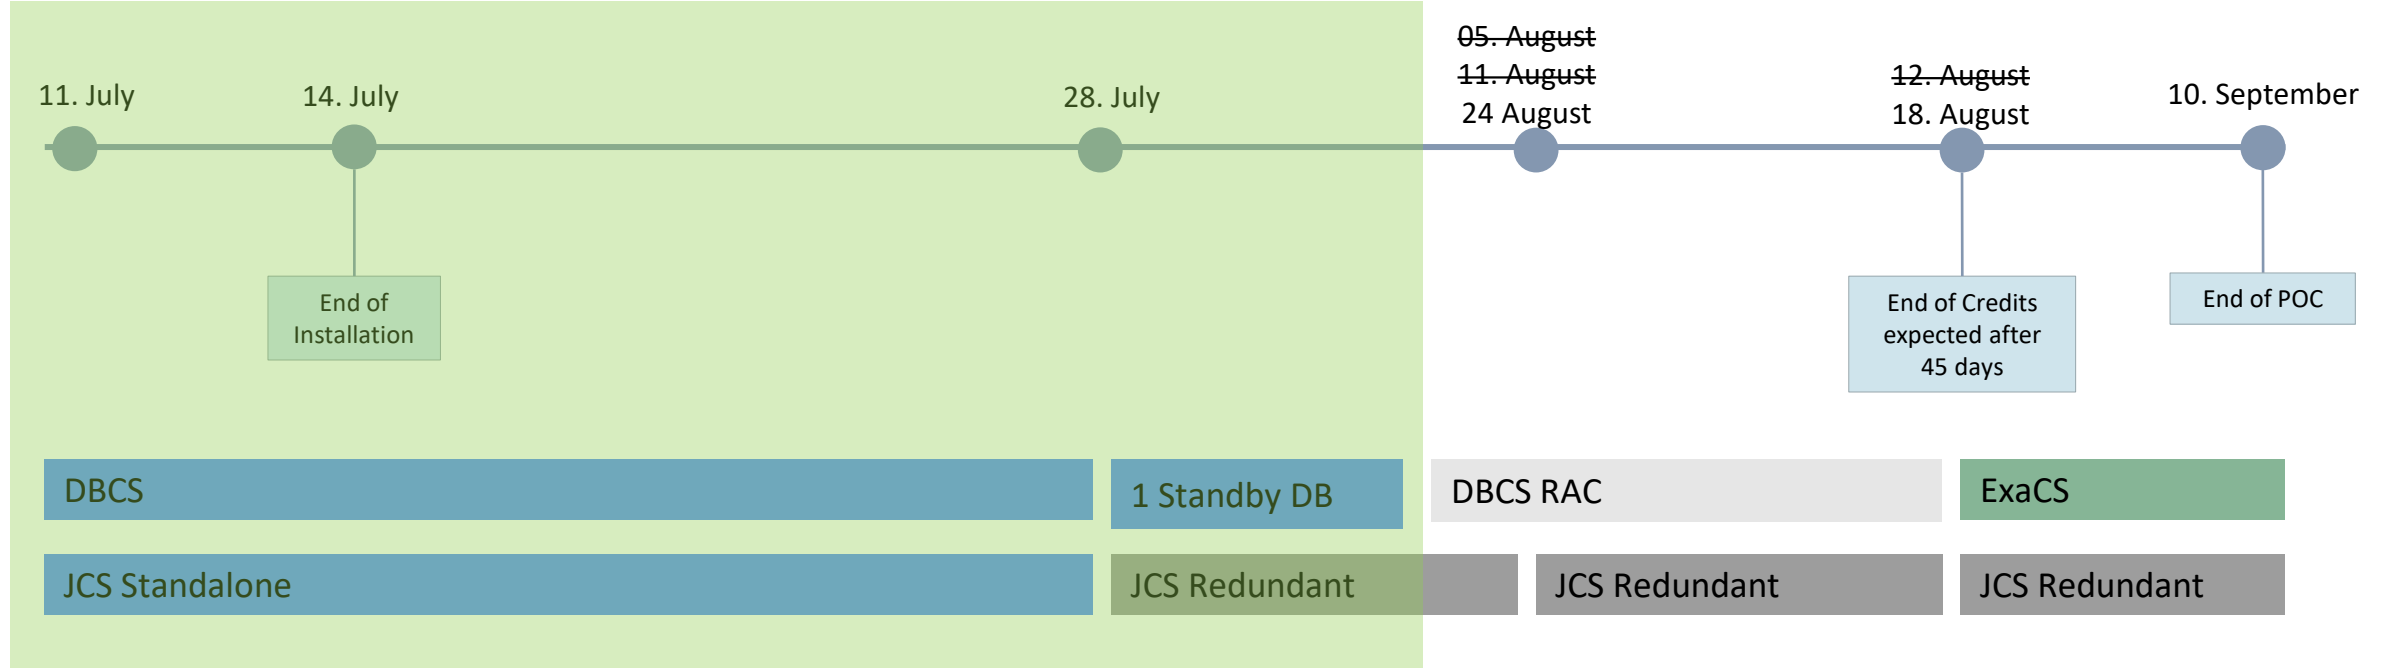 11. July
14. July
28. July
05. August
11. August
24 August
12. August
18. August
10. September
End of
Installation
End of Credits
expected after
45 days
End of POC
DBCS
1 Standby DB
DBCS RAC
ExaCS
JCS Standalone
JCS Redundant
JCS Redundant
JCS Redundant